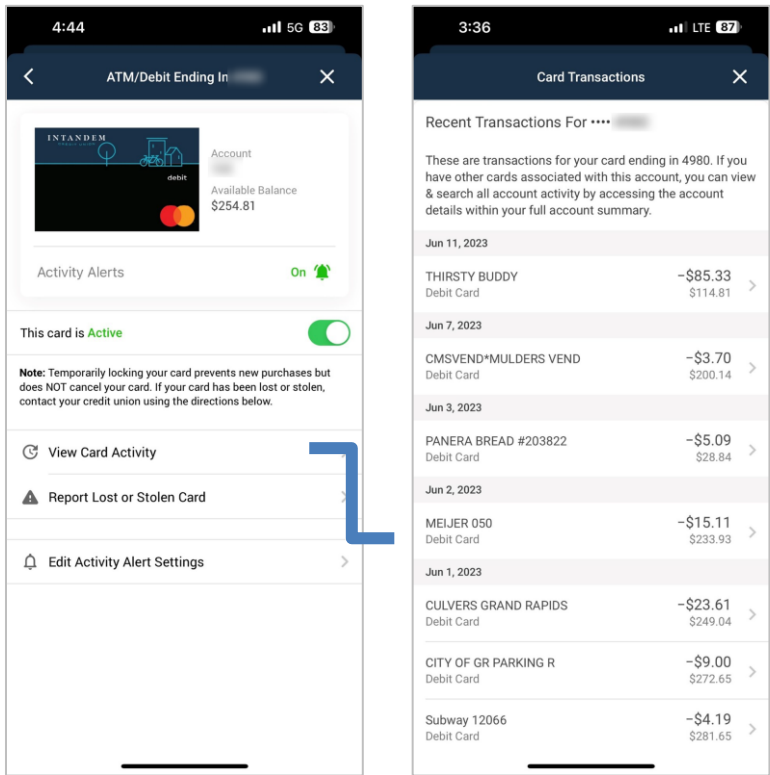 4:44
5G 83
ATM/Debit Ending In
INTANDEM
CREDIT UNION
debit
Account
Available Balance
$254.81
Activity Alerts
On
This card is Active
Note: Temporarily locking your card prevents new purchases but
does NOT cancel your card. If your card has been lost or stolen,
contact your credit union using the directions below.
View Card Activity
Report Lost or Stolen Card
Edit Activity Alert Settings
3:36
LTE 87
Card Transactions
Recent Transactions For ••••
These are transactions for your card ending in 4980. If you
have other cards associated with this account, you can view
& search all account activity by accessing the account
details within your full account summary.
Jun 11, 2023
THIRSTY BUDDY -$85.33
Debit Card $114.81
Jun 7, 2023
CMSVEND*MULDERS VEND -$3.70
Debit Card $200.14
Jun 3, 2023
PANERA BREAD #203822 -$5.09
Debit Card $28.84
Jun 2, 2023
MEIJER 050 -$15.11
Debit Card $233.93
Jun 1, 2023
CULVERS GRAND RAPIDS -$23.61
Debit Card $249.04
CITY OF GR PARKING R -$9.00
Debit Card $272.65
Subway 12066 -$4.19
Debit Card $281.65